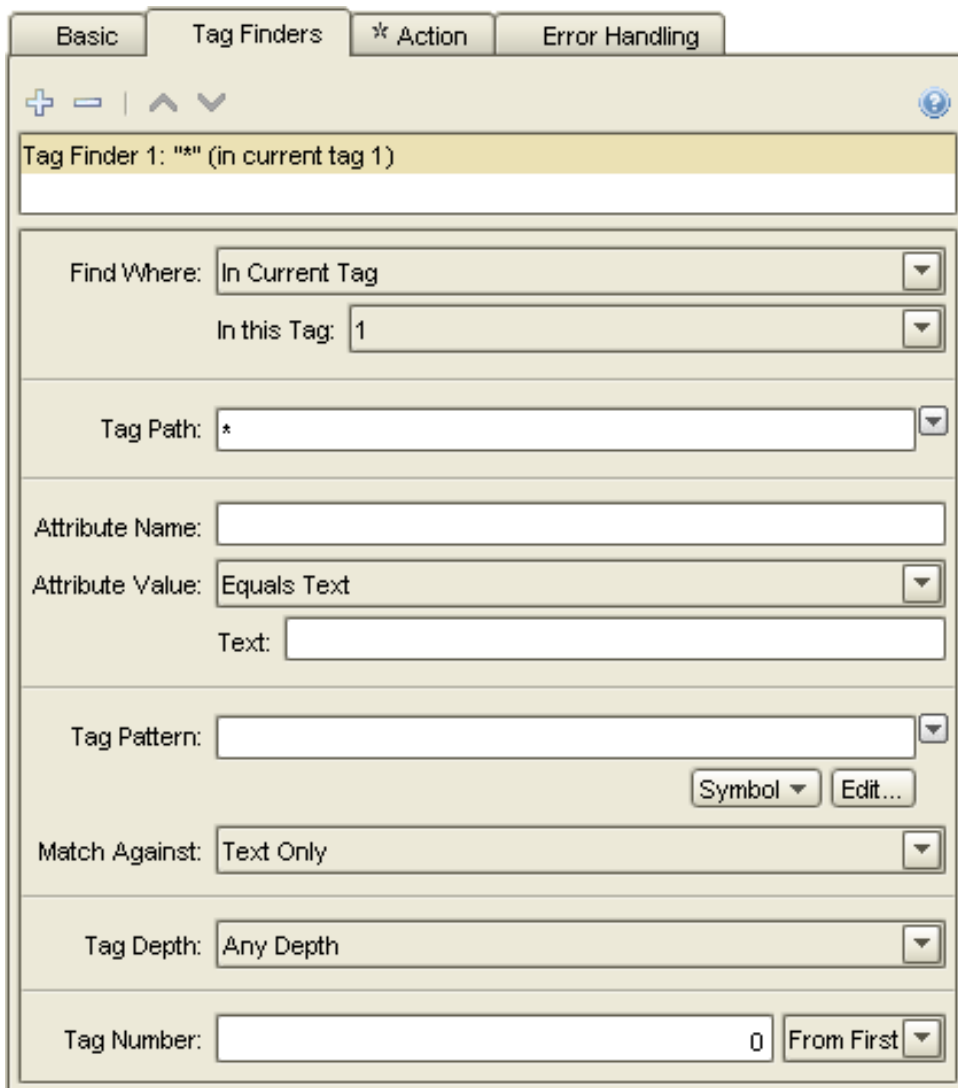 Basic Tag Finders * Action Error Handling
Tag Finder 1: "*" (in current tag 1)
Find Where: In Current Tag
In this Tag: 1
Tag Path: *
Attribute Name:
Attribute Value: Equals Text
Text:
Tag Pattern:
Symbol Edit...
Match Against: Text Only
Tag Depth: Any Depth
Tag Number: 0 From First